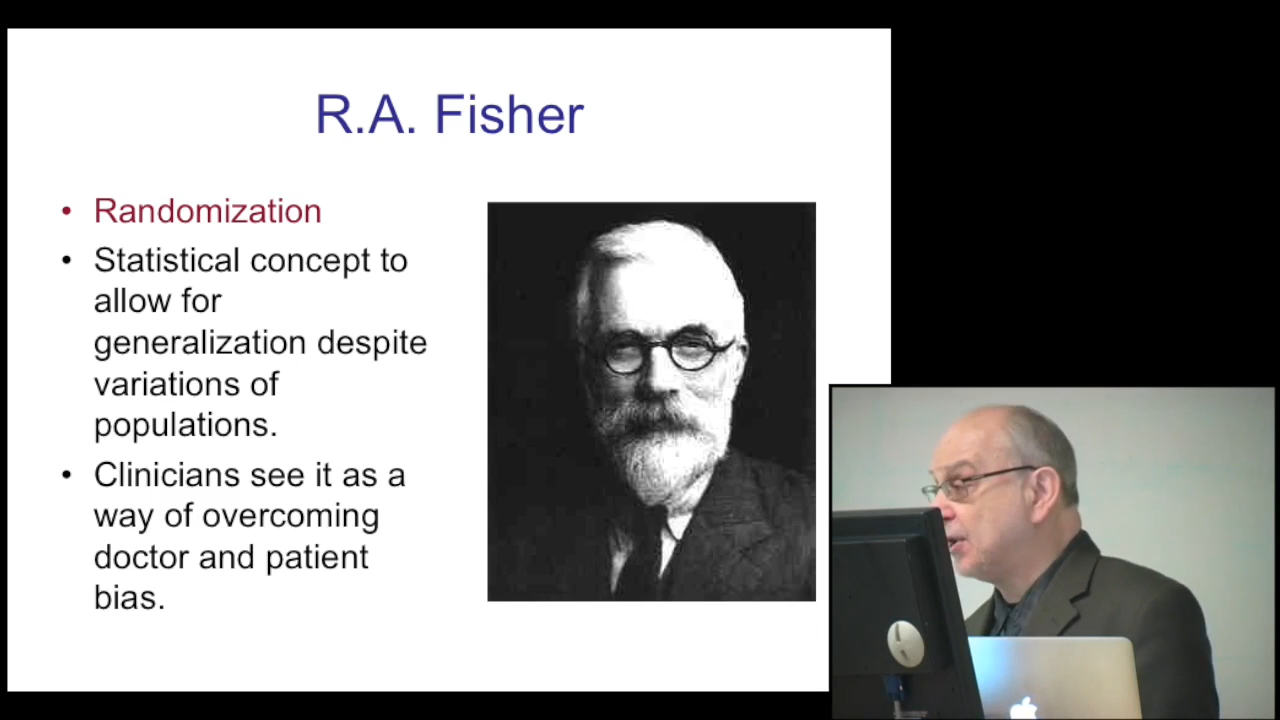 R.A. Fisher
• Randomization
• Statistical concept to
allow for
generalization despite
variations of
populations.
• Clinicians see it as a
way of overcoming
doctor and patient
bias.